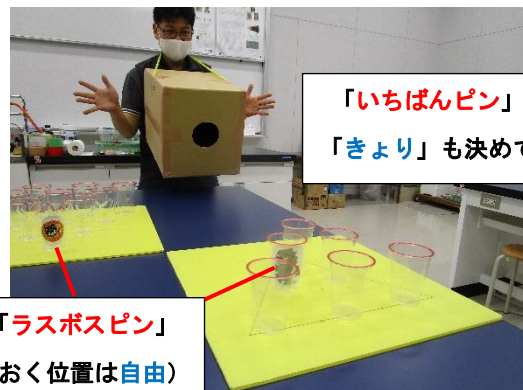 「いちばんピン」
「きょり」も決めて
「ラスボスピン」
おく位置は自由）